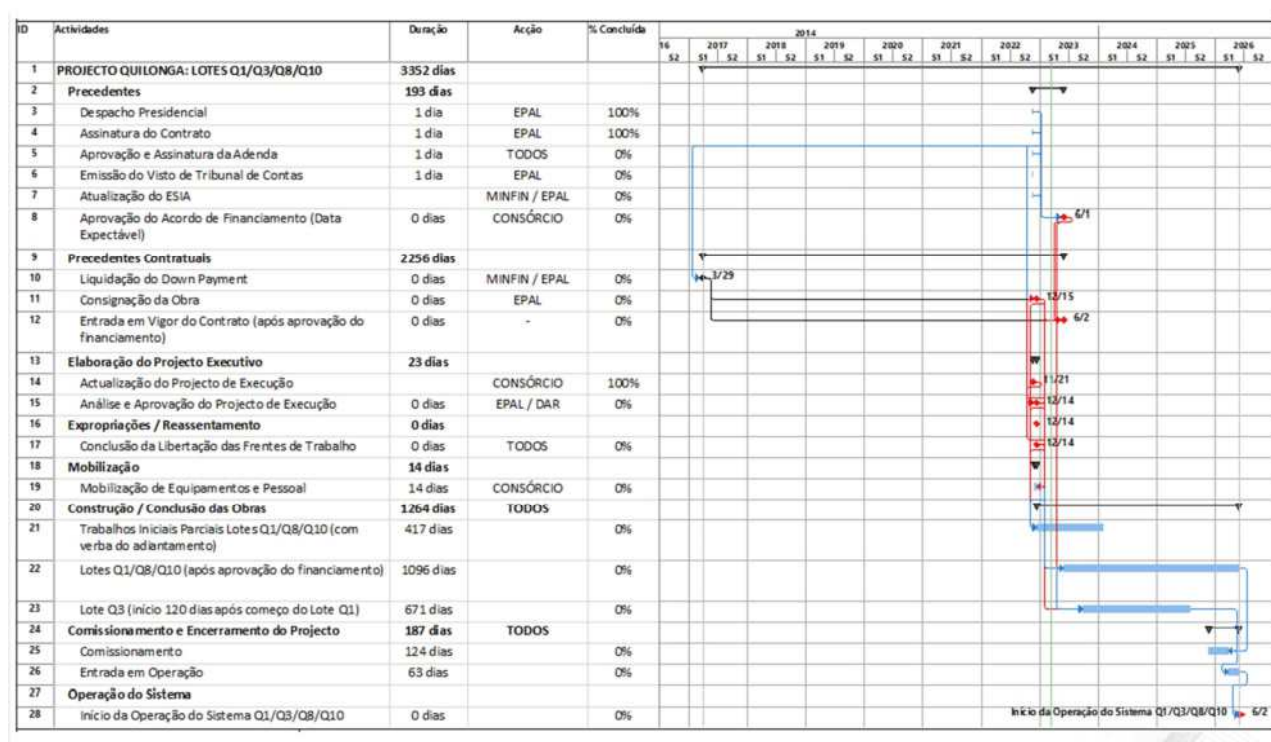 ID Actividades Duração Acção % Concluída
2014
16 2017 2018 2019 2020 2021 2022 2023 2024 2025 2026
S2 S1 S2 S1 S2 S1 S2 S1 S2 S1 S2 S1 S2 S1 S2 S1 S2 S1 S2 S1 S2
1 PROJECTO QUILONGA: LOTES Q1/Q3/Q8/Q10 3352 dias
2 Precedentes 193 dias
3 Despacho Presidencial 1 dia EPAL 100%
4 Assinatura do Contrato 1 dia EPAL 100%
5 Aprovação e Assinatura da Adenda 1 dia TODOS 0%
6 Emissão do Visto de Tribunal de Contas 1 dia EPAL 0%
7 Atualização do ESIA MINFIN / EPAL 0%
8 Aprovação do Acordo de Financiamento (Data 0 dias CONSÓRCIO 0% 6/1
Expectável)
9 Precedentes Contratuais 2256 dias
10 Liquidação do Down Payment 0 dias MINFIN / EPAL 0% 3/29
11 Consignação da Obra 0 dias EPAL 0% 12/15
12 Entrada em Vigor do Contrato (após aprovação do 0 dias - 0% 6/2
financiamento)
13 Elaboração do Projecto Executivo 23 dias
14 Actualização do Projecto de Execução CONSÓRCIO 100% 11/21
15 Análise e Aprovação do Projecto de Execução 0 dias EPAL / DAR 0% 12/14
16 Expropriações / Reassentamento 0 dias 12/14
17 Conclusão da Libertação das Frentes de Trabalho 0 dias TODOS 0% 12/14
18 Mobilização 14 dias
19 Mobilização de Equipamentos e Pessoal 14 dias CONSÓRCIO 0%
20 Construção / Conclusão das Obras 1264 dias TODOS
21 Trabalhos Iniciais Parciais Lotes Q1/Q8/Q10 (com 417 dias 0%
verba do adiantamento)
22 Lotes Q1/Q8/Q10 (após aprovação do financiamento) 1096 dias 0%
23 Lote Q3 (início 120 dias após começo do Lote Q1) 671 dias 0%
24 Comissionamento e Encerramento do Projecto 187 dias TODOS
25 Comissionamento 124 dias 0%
26 Entrada em Operação 63 dias 0%
27 Operação do Sistema
28 Início da Operação do Sistema Q1/Q3/Q8/Q10 0 dias 0% Início da Operação do Sistema Q1/Q3/Q8/Q10 6/2